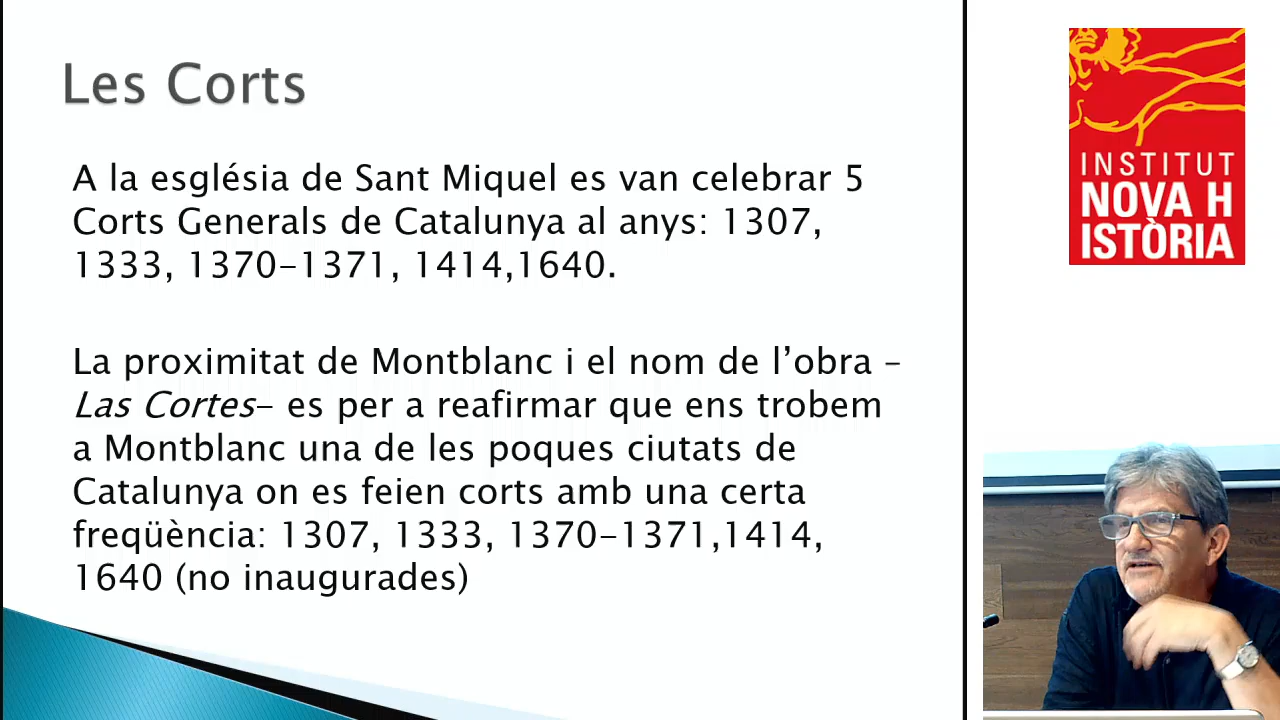 Les Corts
A la església de Sant Miquel es van celebrar 5
Corts Generals de Catalunya al anys: 1307,
1333, 1370-1371, 1414,1640.
La proximitat de Montblanc i el nom de l’obra –
Las Cortes- es per a reafirmar que ens trobem
a Montblanc una de les poques ciutats de
Catalunya on es feien corts amb una certa
freqüència: 1307, 1333, 1370-1371,1414,
1640 (no inaugurades)
INSTITUT
NOVA H
ISTÒRIA